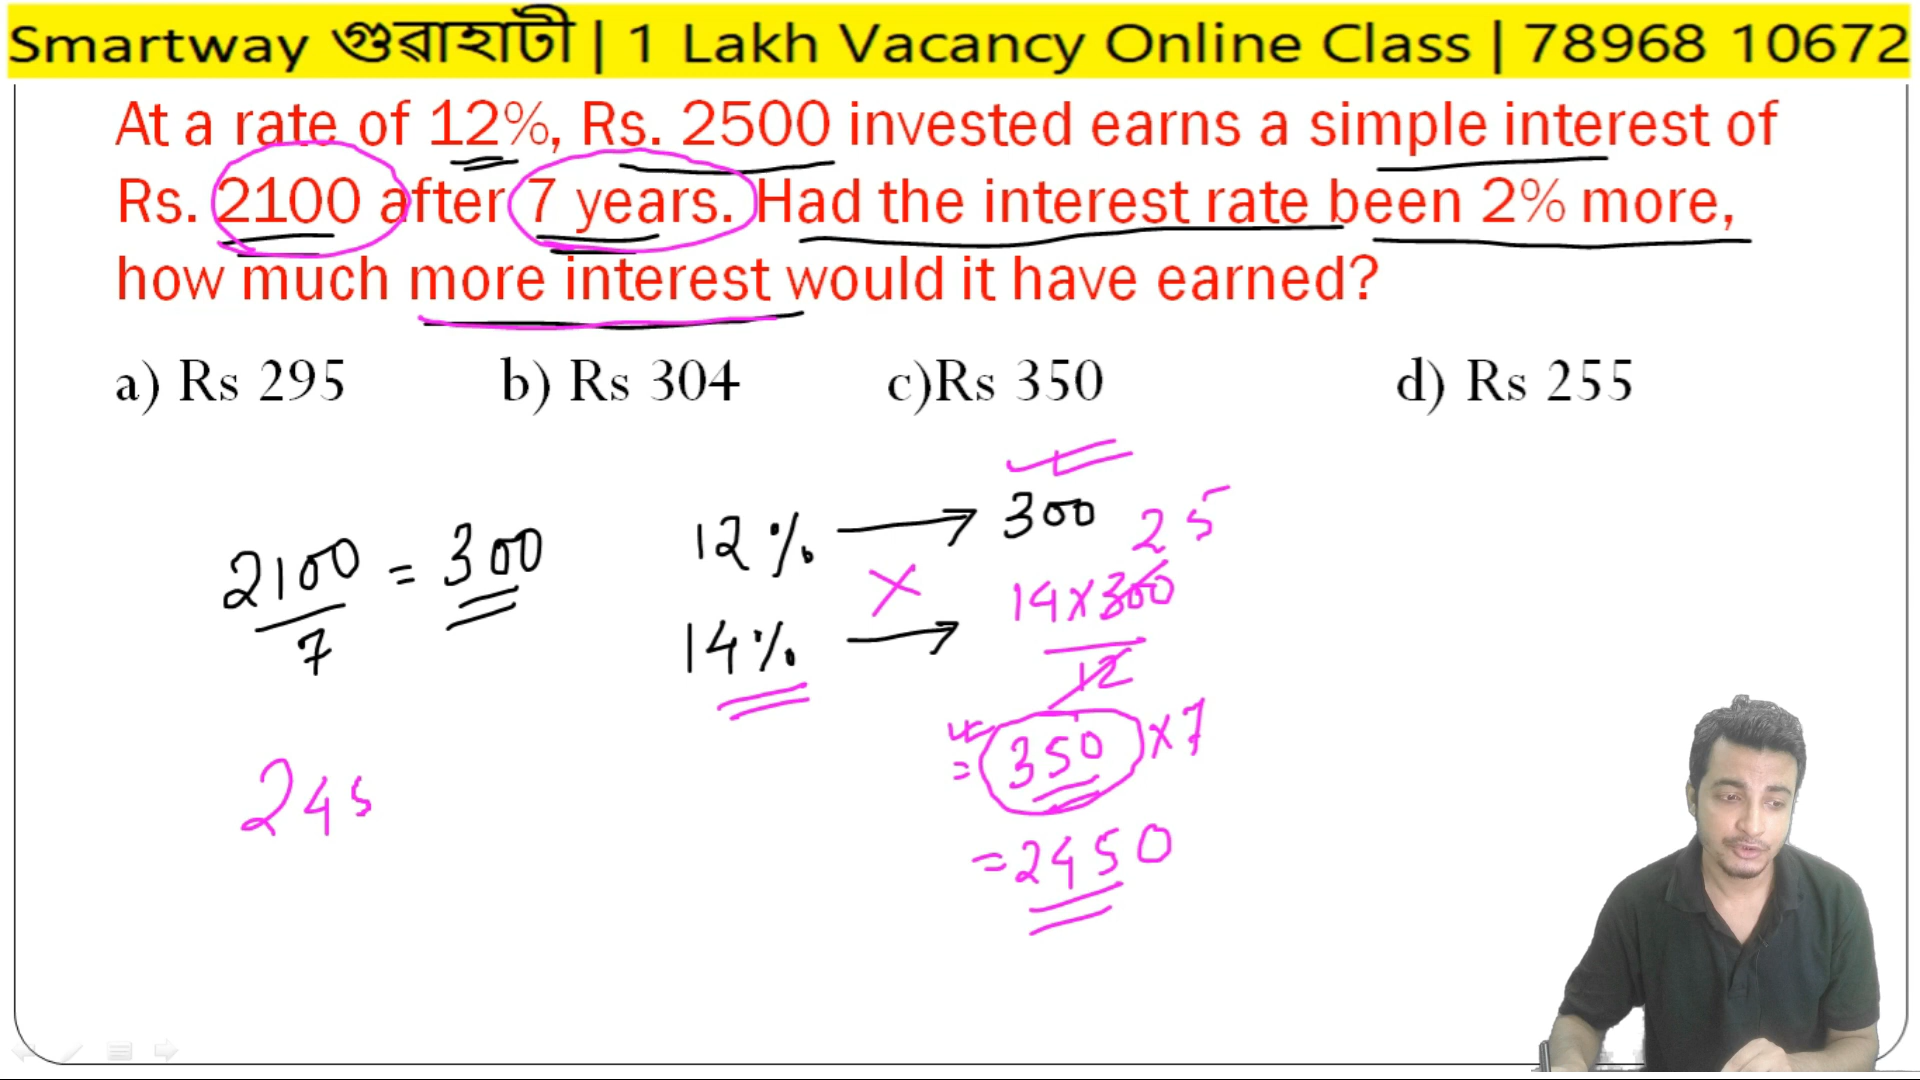 Smartway গুৱাহাটী | 1 Lakh Vacancy Online Class | 78968 10672
At a rate of 12%, Rs. 2500 invested earns a simple interest of
Rs. 2100 after 7 years. Had the interest rate been 2% more,
how much more interest would it have earned?
a) Rs 295 b) Rs 304 c)Rs 350 d) Rs 255
2100/7 = 300
12% → 300
25
14% → 14x300/12
= 350 x 7
= 2450
245